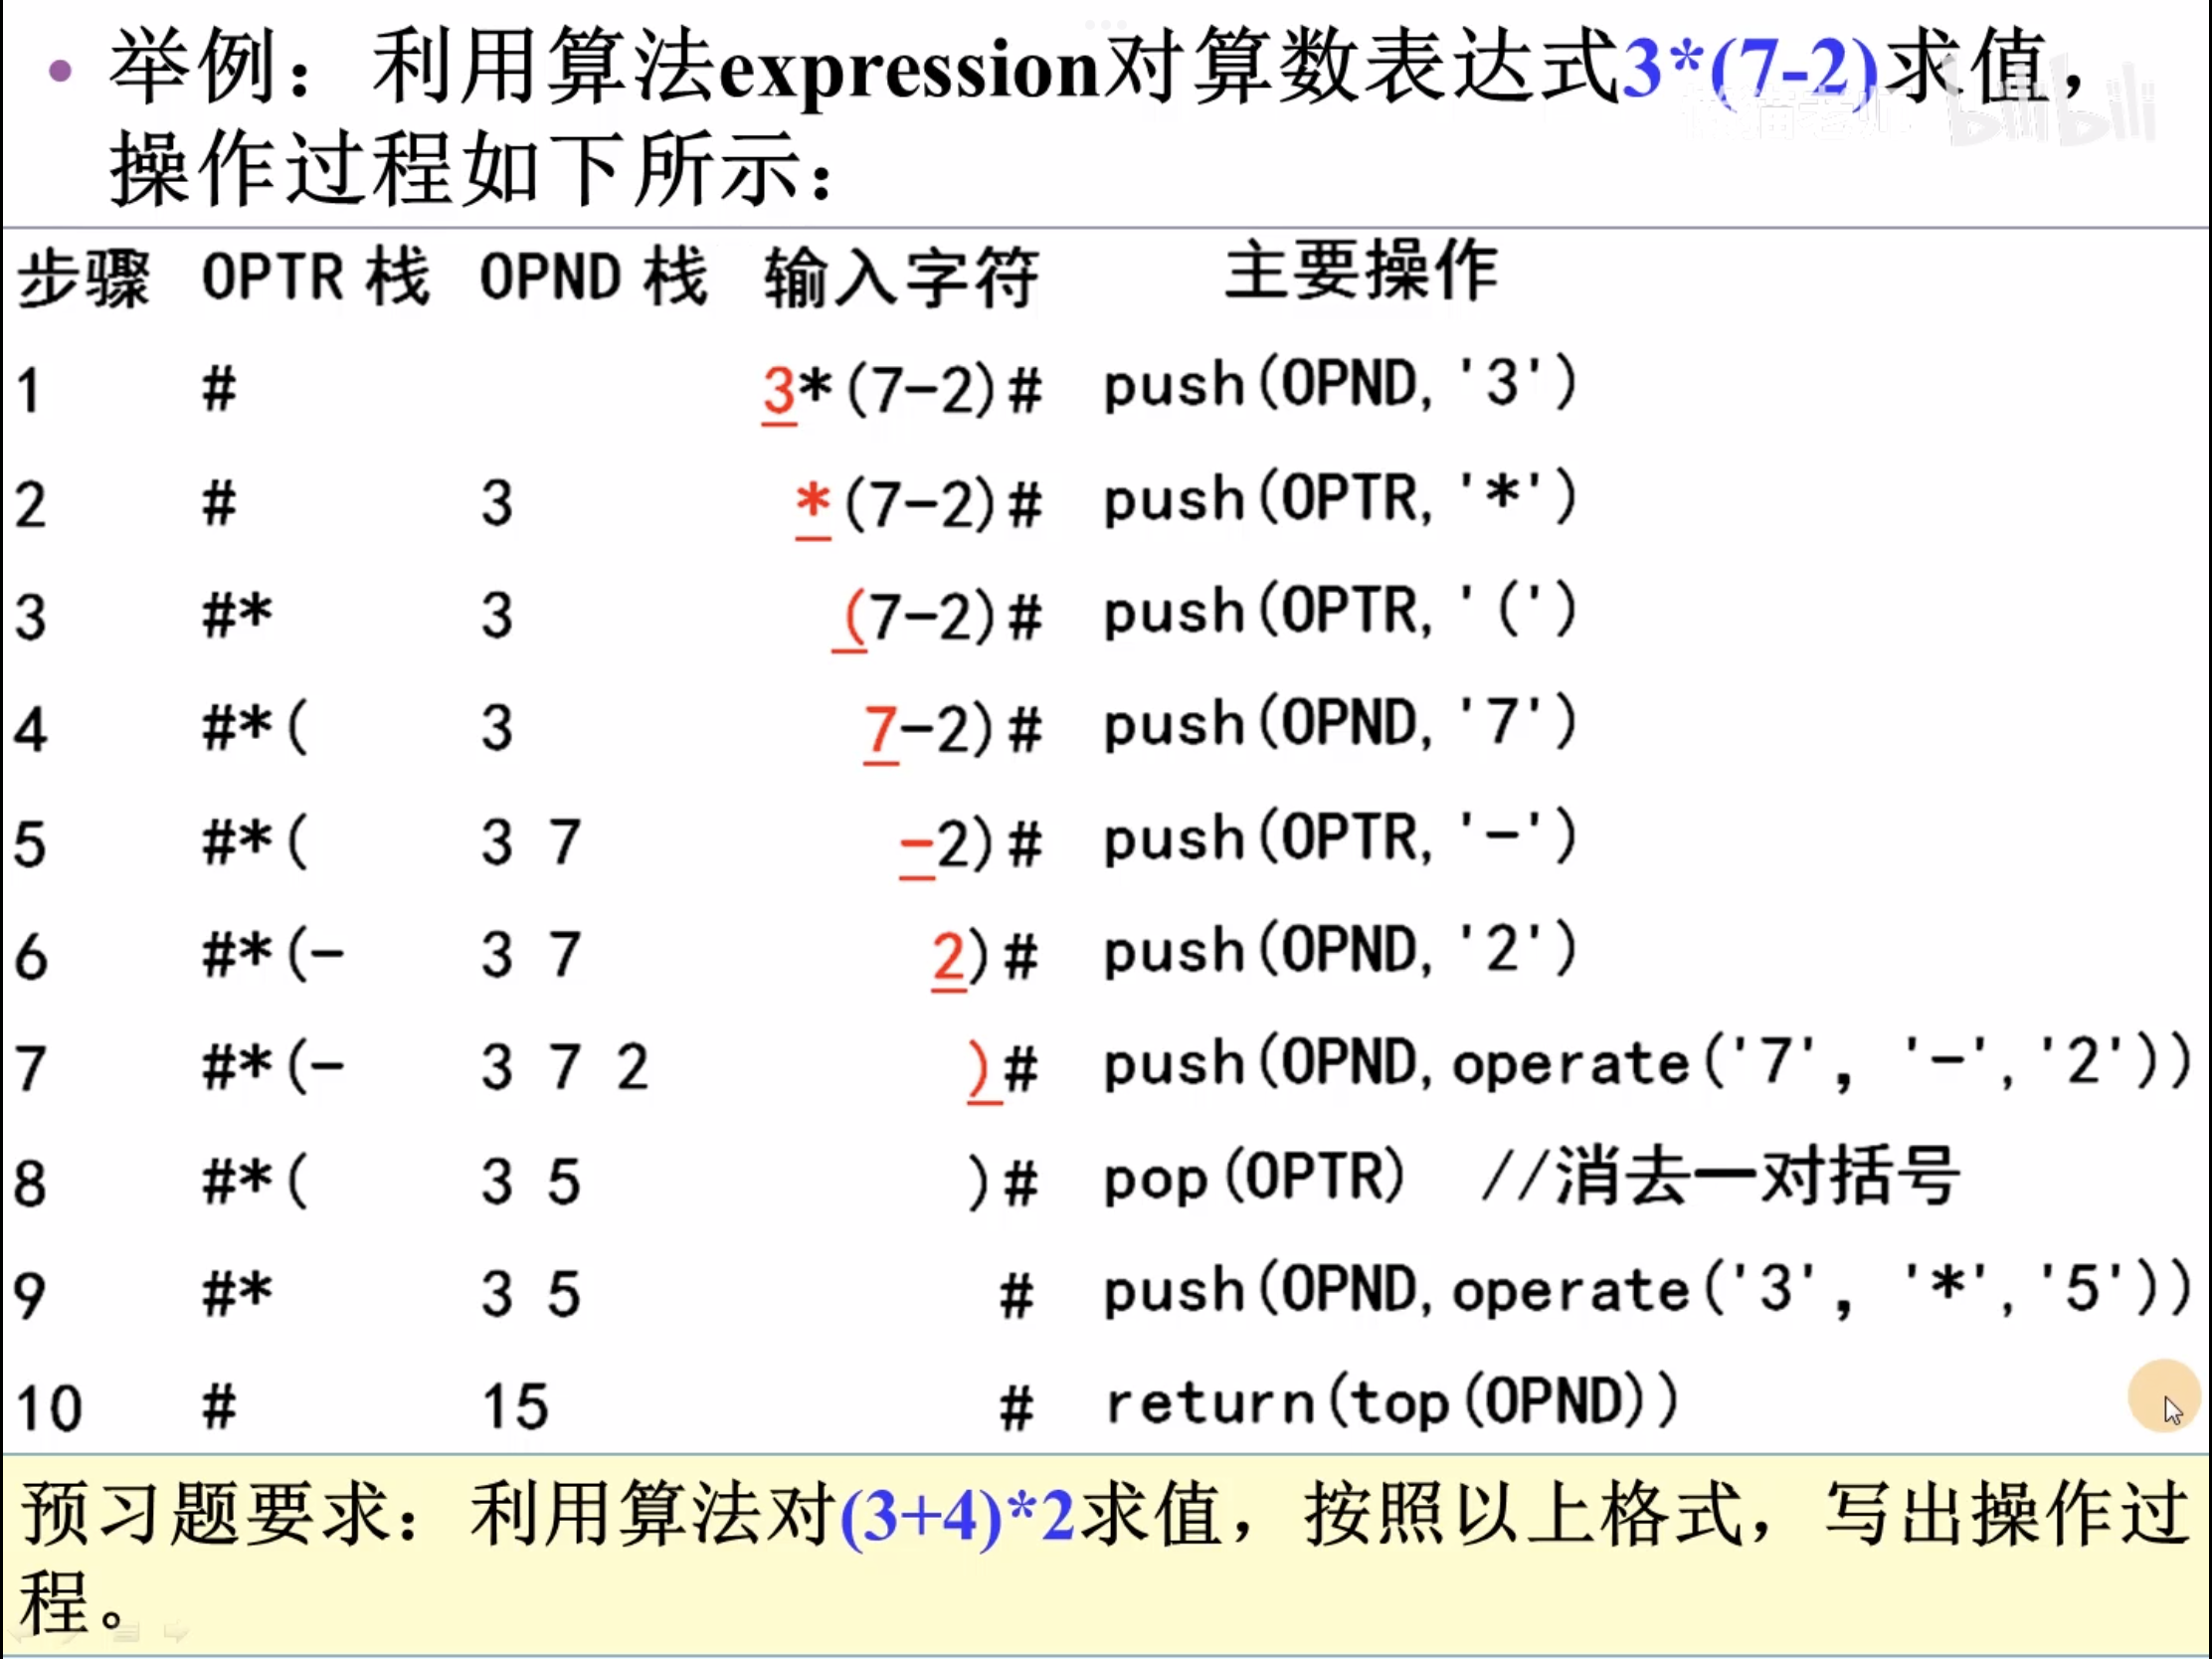 • 举例：利用算法expression对算数表达式3*(7-2)求值，
操作过程如下所示：
bilibili
步骤 OPTR 栈 OPND 栈 输入字符 主要操作
1 # 3*(7-2)# push(OPND, '3')
2 # 3 *(7-2)# push(OPTR, '*')
3 #* 3 (7-2)# push(OPTR, '(')
4 #*( 3 7-2)# push(OPND, '7')
5 #*( 3 7 -2)# push(OPTR, '-')
6 #*(- 3 7 2)# push(OPND, '2')
7 #*(- 3 7 2 )# push(OPND, operate('7', '-', '2'))
8 #*( 3 5 )# pop(OPTR) //消去一对括号
9 #* 3 5 # push(OPND, operate('3', '*', '5'))
10 # 15 # return(top(OPND))
预习题要求：利用算法对(3+4)*2求值，按照以上格式，写出操作过
程。